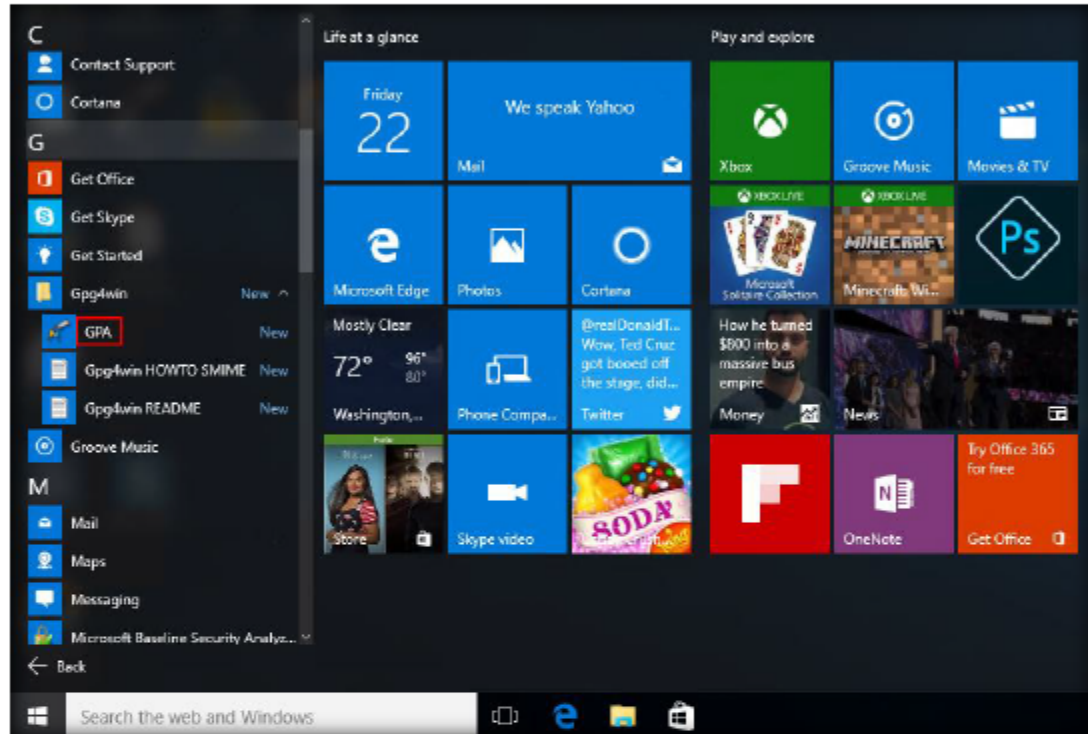 C
Contact Support
Cortana
G
Get Office
Get Skype
Get Started
Gpg4win New
GPA New
Gpg4win HOWTO SMIME New
Gpg4win README New
Groove Music
M
Mail
Maps
Messaging
Microsoft Baseline Security Analyz...
Back
Search the web and Windows
Life at a glance
Friday
22
We speak Yahoo
Mail
Microsoft Edge
Photos
Cortana
Mostly Clear
72° 96°
80°
Washington,...
Phone Compa...
@realDonaldT...
Wow, Ted Cruz
got booed off
the stage, did...
Twitter
Store
Skype video
SODA
Play and explore
Xbox
Groove Music
Movies & TV
XBOX LIVE
Microsoft
Solitaire Collection
XBOX LIVE
MINECRAFT
Minecraft: Wi...
Ps
How he turned
$800 into a
massive bus
empire
Money
News
OneNote
N
Try Office 365
for free
Get Office